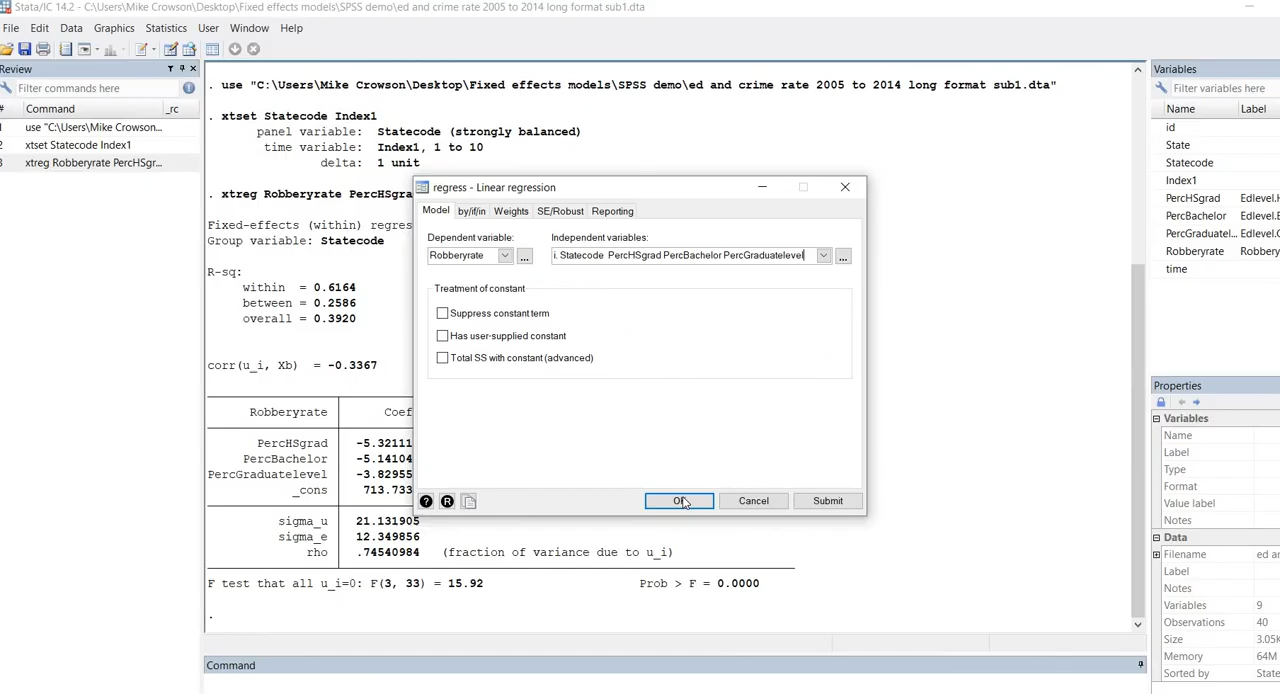 Stata/IC 14.2 - C:\Users\Mike Crowson\Desktop\Fixed effects models\SPSS demo\ed and crime rate 2005 to 2014 long format sub1.dta
File Edit Data Graphics Statistics User Window Help
Review
Filter commands here
# Command _rc
1 use "C:\Users\Mike Crowson...
2 xtset Statecode Index1
3 xtreg Robberyrate PercHSgr...
. use "C:\Users\Mike Crowson\Desktop\Fixed effects models\SPSS demo\ed and crime rate 2005 to 2014 long format sub1.dta"
. xtset Statecode Index1
panel variable: Statecode (strongly balanced)
time variable: Index1, 1 to 10
delta: 1 unit
. xtreg Robberyrate PercHSgrad
Fixed-effects (within) regres
Group variable: Statecode
R-sq:
within = 0.6164
between = 0.2586
overall = 0.3920
corr(u_i, Xb) = -0.3367
Robberyrate Coef
PercHSgrad -5.32111
PercBachelor -5.14104
PercGraduatelevel -3.82955
_cons 713.733
sigma_u 21.131905
sigma_e 12.349856
rho .74540984 (fraction of variance due to u_i)
F test that all u_i=0: F(3, 33) = 15.92 Prob > F = 0.0000
.
regress - Linear regression
Model by/if/in Weights SE/Robust Reporting
Dependent variable: Independent variables:
Robberyrate ... i. Statecode PercHSgrad PercBachelor PercGraduatelevel ...
Treatment of constant
Suppress constant term
Has user-supplied constant
Total SS with constant (advanced)
? R OK Cancel Submit
Command
Variables
Filter variables here
Name Label
id
State
Statecode
Index1
PercHSgrad Edlevel.H
PercBachelor Edlevel.B
PercGraduatel... Edlevel.G
Robberyrate Robbery
time
Properties
Variables
Name
Label
Type
Format
Value label
Notes
Data
Filename ed an
Label
Notes
Variables 9
Observations 40
Size 3.05K
Memory 64M
Sorted by State